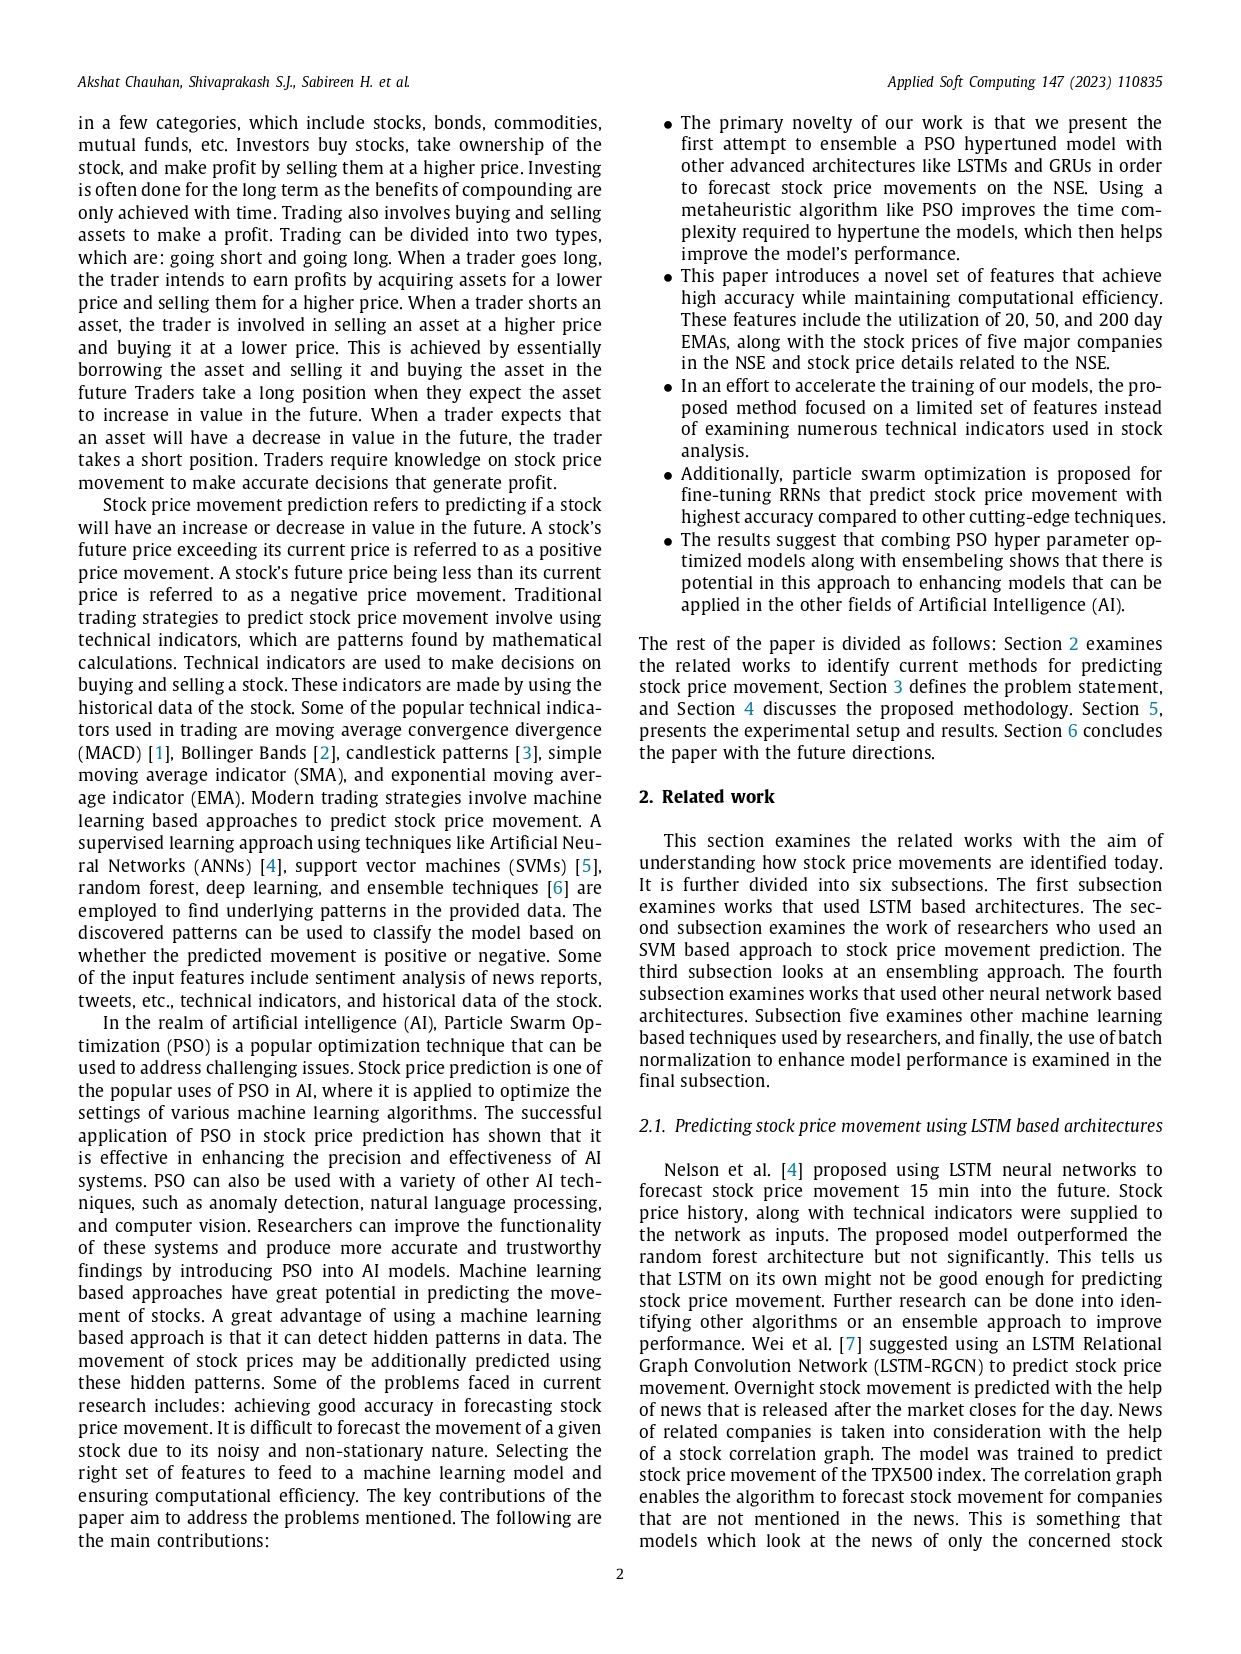 Akshat Chauhan, Shivaprakash S.J., Sabireen H. et al.
Applied Soft Computing 147 (2023) 110835
in a few categories, which include stocks, bonds, commodities,
mutual funds, etc. Investors buy stocks, take ownership of the
stock, and make profit by selling them at a higher price. Investing
is often done for the long term as the benefits of compounding are
only achieved with time. Trading also involves buying and selling
assets to make a profit. Trading can be divided into two types,
which are: going short and going long. When a trader goes long,
the trader intends to earn profits by acquiring assets for a lower
price and selling them for a higher price. When a trader shorts an
asset, the trader is involved in selling an asset at a higher price
and buying it at a lower price. This is achieved by essentially
borrowing the asset and selling it and buying the asset in the
future Traders take a long position when they expect the asset
to increase in value in the future. When a trader expects that
an asset will have a decrease in value in the future, the trader
takes a short position. Traders require knowledge on stock price
movement to make accurate decisions that generate profit.
Stock price movement prediction refers to predicting if a stock
will have an increase or decrease in value in the future. A stock's
future price exceeding its current price is referred to as a positive
price movement. A stock's future price being less than its current
price is referred to as a negative price movement. Traditional
trading strategies to predict stock price movement involve using
technical indicators, which are patterns found by mathematical
calculations. Technical indicators are used to make decisions on
buying and selling a stock. These indicators are made by using the
historical data of the stock. Some of the popular technical indica-
tors used in trading are moving average convergence divergence
(MACD) [1], Bollinger Bands [2], candlestick patterns [3], simple
moving average indicator (SMA), and exponential moving aver-
age indicator (EMA). Modern trading strategies involve machine
learning based approaches to predict stock price movement. A
supervised learning approach using techniques like Artificial Neu-
ral Networks (ANNs) [4], support vector machines (SVMs) [5],
random forest, deep learning, and ensemble techniques [6] are
employed to find underlying patterns in the provided data. The
discovered patterns can be used to classify the model based on
whether the predicted movement is positive or negative. Some
of the input features include sentiment analysis of news reports,
tweets, etc., technical indicators, and historical data of the stock.
In the realm of artificial intelligence (AI), Particle Swarm Op-
timization (PSO) is a popular optimization technique that can be
used to address challenging issues. Stock price prediction is one of
the popular uses of PSO in AI, where it is applied to optimize the
settings of various machine learning algorithms. The successful
application of PSO in stock price prediction has shown that it
is effective in enhancing the precision and effectiveness of AI
systems. PSO can also be used with a variety of other AI tech-
niques, such as anomaly detection, natural language processing,
and computer vision. Researchers can improve the functionality
of these systems and produce more accurate and trustworthy
findings by introducing PSO into AI models. Machine learning
based approaches have great potential in predicting the move-
ment of stocks. A great advantage of using a machine learning
based approach is that it can detect hidden patterns in data. The
movement of stock prices may be additionally predicted using
these hidden patterns. Some of the problems faced in current
research includes: achieving good accuracy in forecasting stock
price movement. It is difficult to forecast the movement of a given
stock due to its noisy and non-stationary nature. Selecting the
right set of features to feed to a machine learning model and
ensuring computational efficiency. The key contributions of the
paper aim to address the problems mentioned. The following are
the main contributions:
• The primary novelty of our work is that we present the
first attempt to ensemble a PSO hypertuned model with
other advanced architectures like LSTMs and GRUs in order
to forecast stock price movements on the NSE. Using a
metaheuristic algorithm like PSO improves the time com-
plexity required to hypertune the models, which then helps
improve the model's performance.
• This paper introduces a novel set of features that achieve
high accuracy while maintaining computational efficiency.
These features include the utilization of 20, 50, and 200 day
EMAs, along with the stock prices of five major companies
in the NSE and stock price details related to the NSE.
• In an effort to accelerate the training of our models, the pro-
posed method focused on a limited set of features instead
of examining numerous technical indicators used in stock
analysis.
• Additionally, particle swarm optimization is proposed for
fine-tuning RRNs that predict stock price movement with
highest accuracy compared to other cutting-edge techniques.
• The results suggest that combing PSO hyper parameter op-
timized models along with ensembeling shows that there is
potential in this approach to enhancing models that can be
applied in the other fields of Artificial Intelligence (AI).
The rest of the paper is divided as follows: Section 2 examines
the related works to identify current methods for predicting
stock price movement, Section 3 defines the problem statement,
and Section 4 discusses the proposed methodology. Section 5,
presents the experimental setup and results. Section 6 concludes
the paper with the future directions.
2. Related work
This section examines the related works with the aim of
understanding how stock price movements are identified today.
It is further divided into six subsections. The first subsection
examines works that used LSTM based architectures. The sec-
ond subsection examines the work of researchers who used an
SVM based approach to stock price movement prediction. The
third subsection looks at an ensembling approach. The fourth
subsection examines works that used other neural network based
architectures. Subsection five examines other machine learning
based techniques used by researchers, and finally, the use of batch
normalization to enhance model performance is examined in the
final subsection.
2.1. Predicting stock price movement using LSTM based architectures
Nelson et al. [4] proposed using LSTM neural networks to
forecast stock price movement 15 min into the future. Stock
price history, along with technical indicators were supplied to
the network as inputs. The proposed model outperformed the
random forest architecture but not significantly. This tells us
that LSTM on its own might not be good enough for predicting
stock price movement. Further research can be done into iden-
tifying other algorithms or an ensemble approach to improve
performance. Wei et al. [7] suggested using an LSTM Relational
Graph Convolution Network (LSTM-RGCN) to predict stock price
movement. Overnight stock movement is predicted with the help
of news that is released after the market closes for the day. News
of related companies is taken into consideration with the help
of a stock correlation graph. The model was trained to predict
stock price movement of the TPX500 index. The correlation graph
enables the algorithm to forecast stock movement for companies
that are not mentioned in the news. This is something that
models which look at the news of only the concerned stock
2